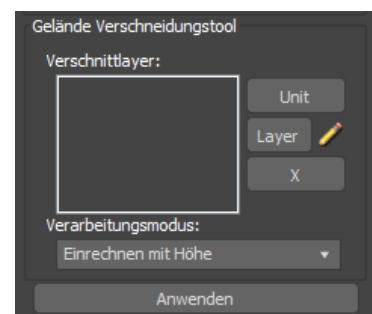 Gelände Verschneidungstool
Verschnittlayer:
Unit
Layer
X
Verarbeitungsmodus:
Einrechnen mit Höhe
Anwenden